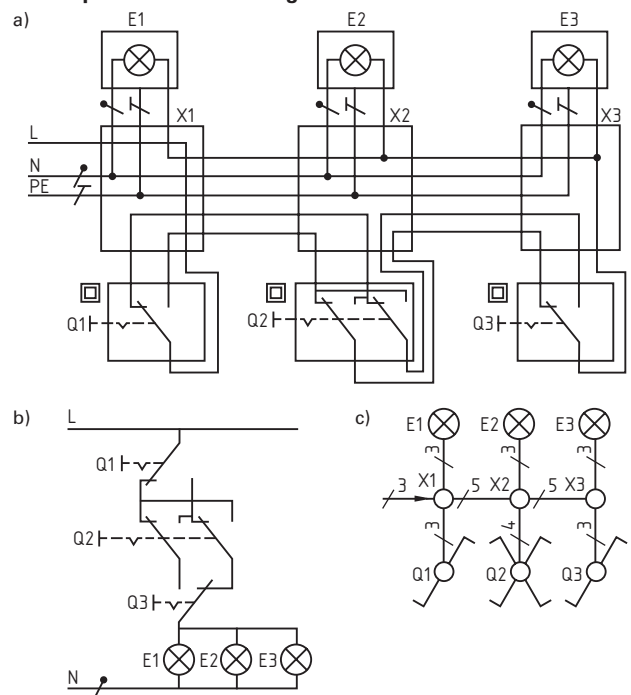 a)
E1 E2 E3
X1 X2 X3
L
N
PE
Q1 Q2 Q3
b)
L
Q1
Q2
Q3
E1 E2 E3
N
c)
E1 E2 E3
3 3 3
3 X1 5 X2 5 X3
3 4 3
Q1 Q2 Q3